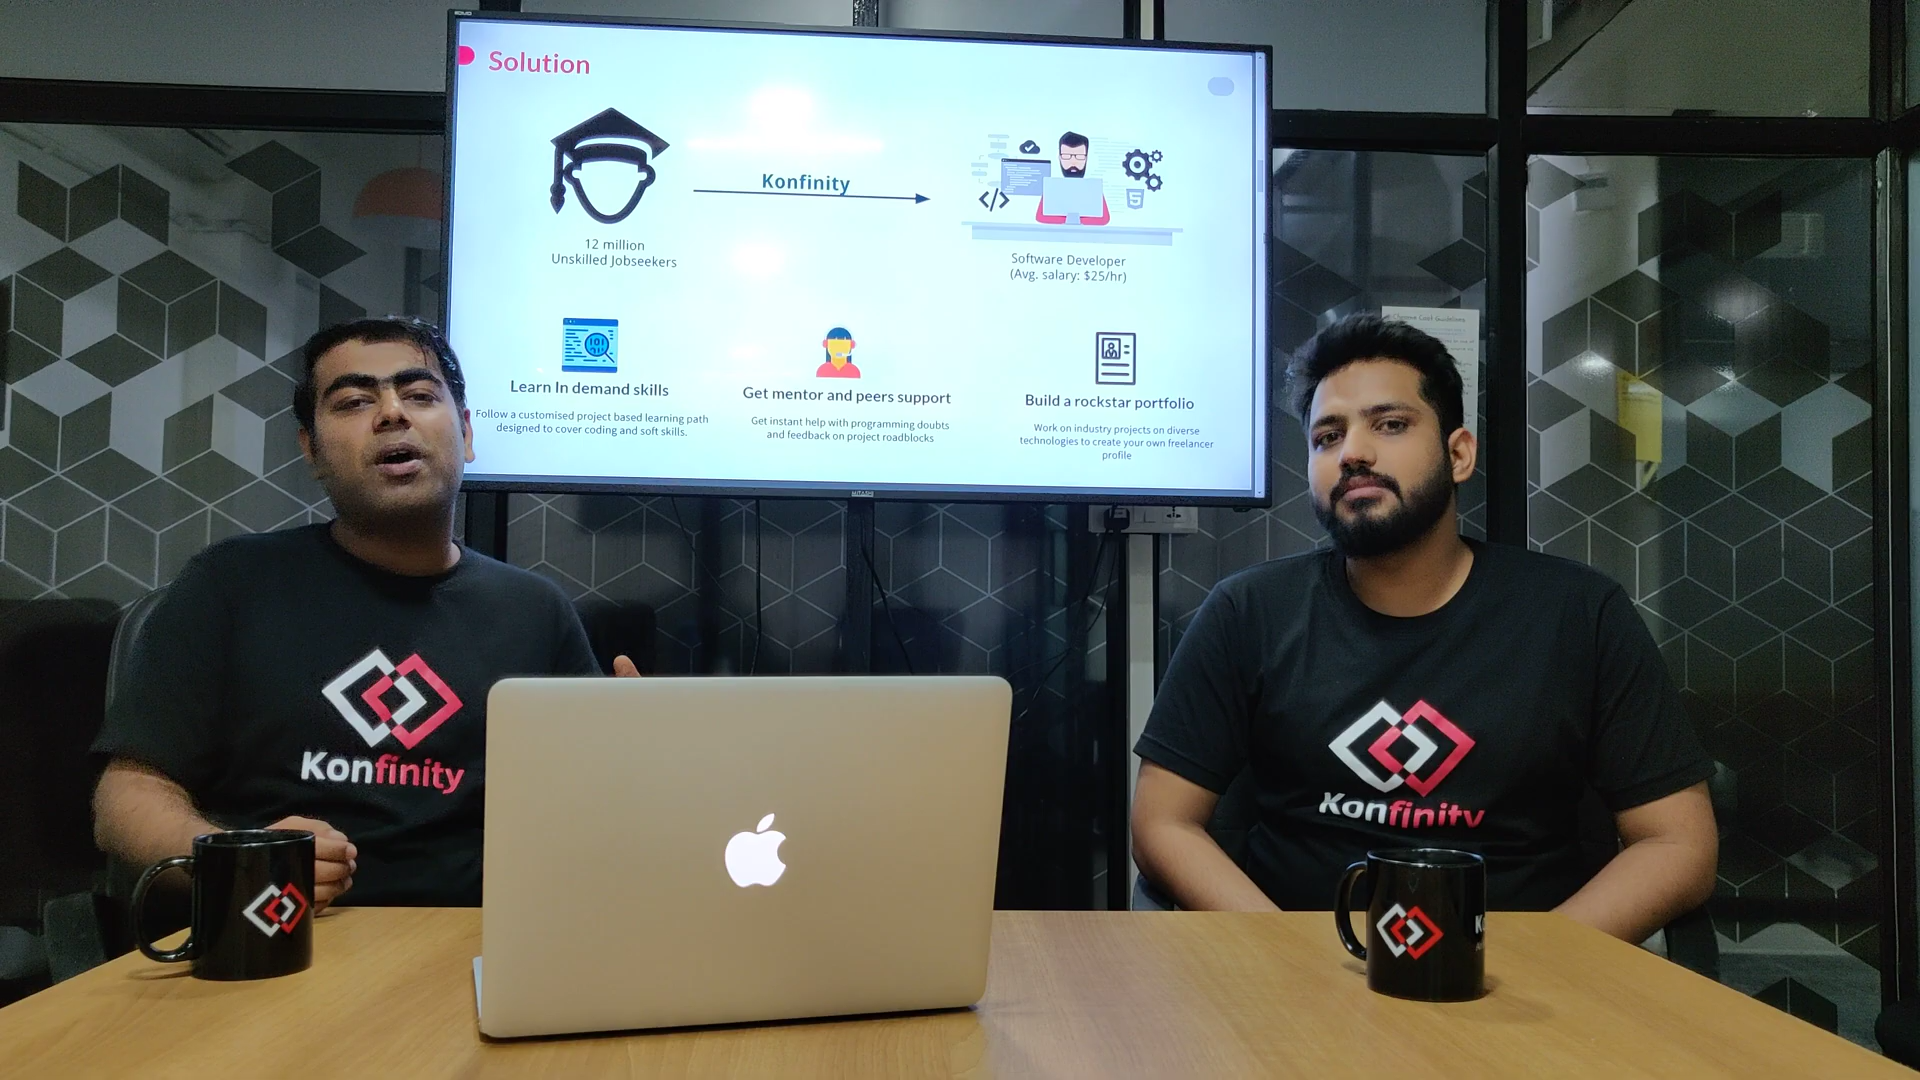 Solution
Konfinity
12 million
Unskilled Jobseekers
Software Developer
(Avg. salary: $25/hr)
Learn In demand skills
Follow a customised project based learning path
designed to cover coding and soft skills.
Get mentor and peers support
Get instant help with programming doubts
and feedback on project roadblocks
Build a rockstar portfolio
Work on industry projects on diverse
technologies to create your own freelancer
profile
MITASHI
Konfinity
Konfinity